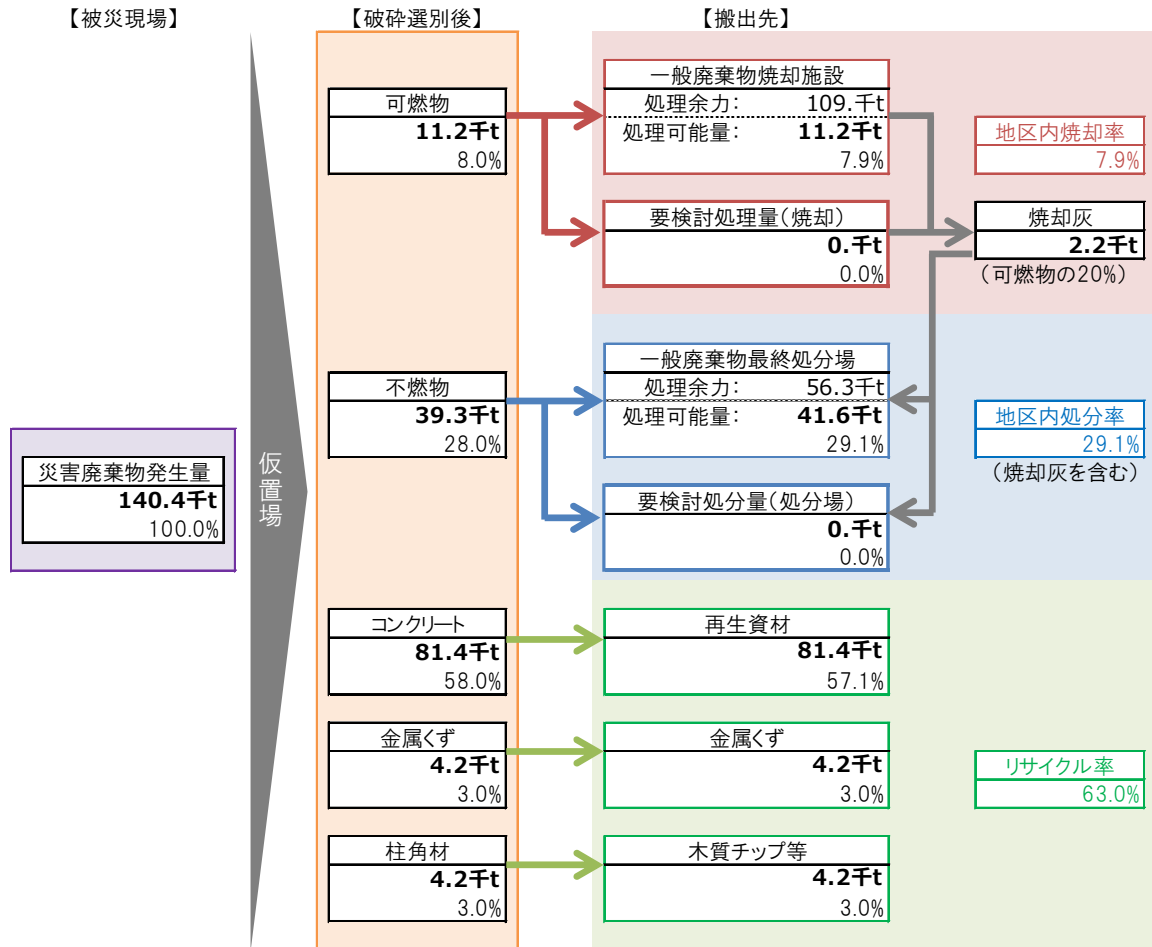 【被災現場】
【破砕選別後】
【搬出先】
災害廃棄物発生量
140.4千t
100.0%
仮置場
可燃物
11.2千t
8.0%
不燃物
39.3千t
28.0%
コンクリート
81.4千t
58.0%
金属くず
4.2千t
3.0%
柱角材
4.2千t
3.0%
一般廃棄物焼却施設
処理余力: 109.千t
処理可能量: 11.2千t
7.9%
要検討処理量(焼却)
0.千t
0.0%
地区内焼却率
7.9%
焼却灰
2.2千t
(可燃物の20%)
一般廃棄物最終処分場
処理余力: 56.3千t
処理可能量: 41.6千t
29.1%
要検討処分量(処分場)
0.千t
0.0%
地区内処分率
29.1%
(焼却灰を含む)
再生資材
81.4千t
57.1%
金属くず
4.2千t
3.0%
木質チップ等
4.2千t
3.0%
リサイクル率
63.0%